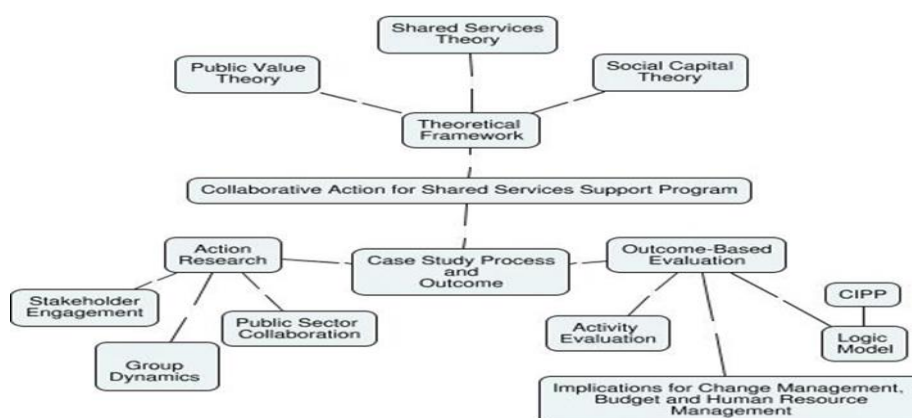 Shared Services
Theory
Public Value
Theory
Social Capital
Theory
Theoretical
Framework
Collaborative Action for Shared Services Support Program
Action
Research
Case Study Process
and
Outcome
Outcome-Based
Evaluation
Stakeholder
Engagement
Public Sector
Collaboration
Group
Dynamics
Activity
Evaluation
CIPP
Logic
Model
Implications for Change Management,
Budget and Human Resource
Management